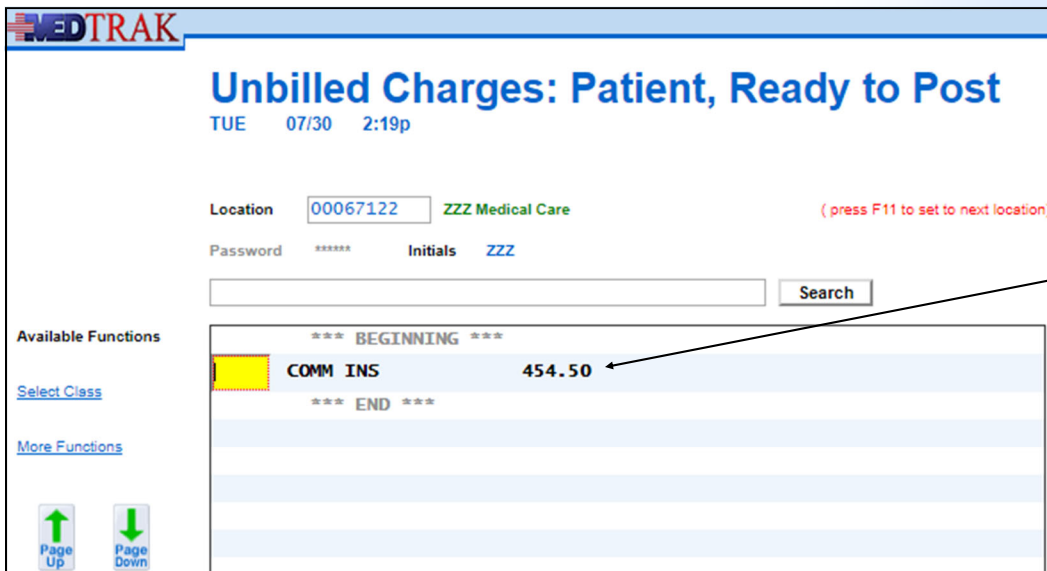 MEDTRAK
Unbilled Charges: Patient, Ready to Post
TUE 07/30 2:19p
Location 00067122 ZZZ Medical Care ( press F11 to set to next location)
Password ****** Initials ZZZ
Search
Available Functions
*** BEGINNING ***
COMM INS 454.50
Select Class
*** END ***
More Functions
Page Up
Page Down